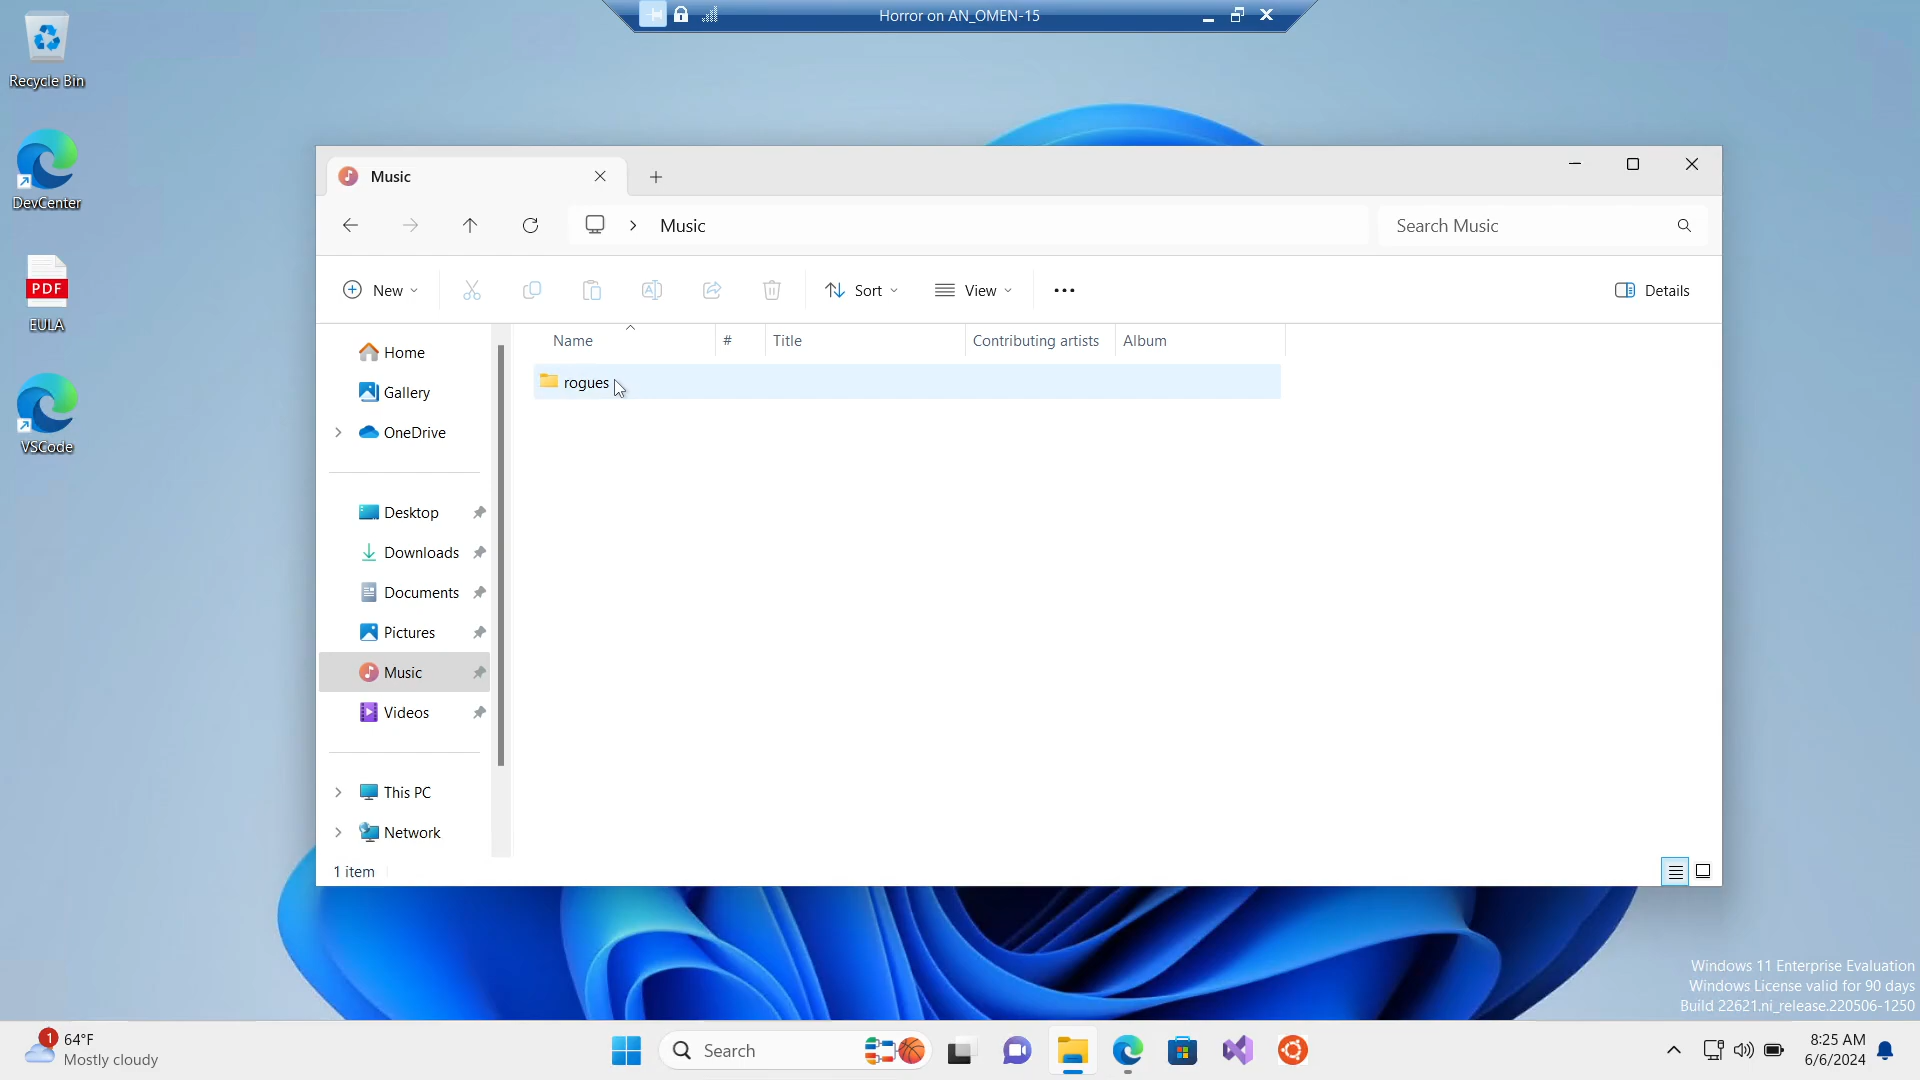 Horror on AN_OMEN-15
Recycle Bin
DevCenter
PDF
EULA
VSCode
Music
Music
Search Music
New
Sort
View
Details
Name
#
Title
Contributing artists
Album
rogues
Home
Gallery
OneDrive
Desktop
Downloads
Documents
Pictures
Music
Videos
This PC
Network
1 item
Windows 11 Enterprise Evaluation
Windows License valid for 90 days
Build 22621.ni_release.220506-1250
1
64°F
Mostly cloudy
Search
8:25 AM
6/6/2024